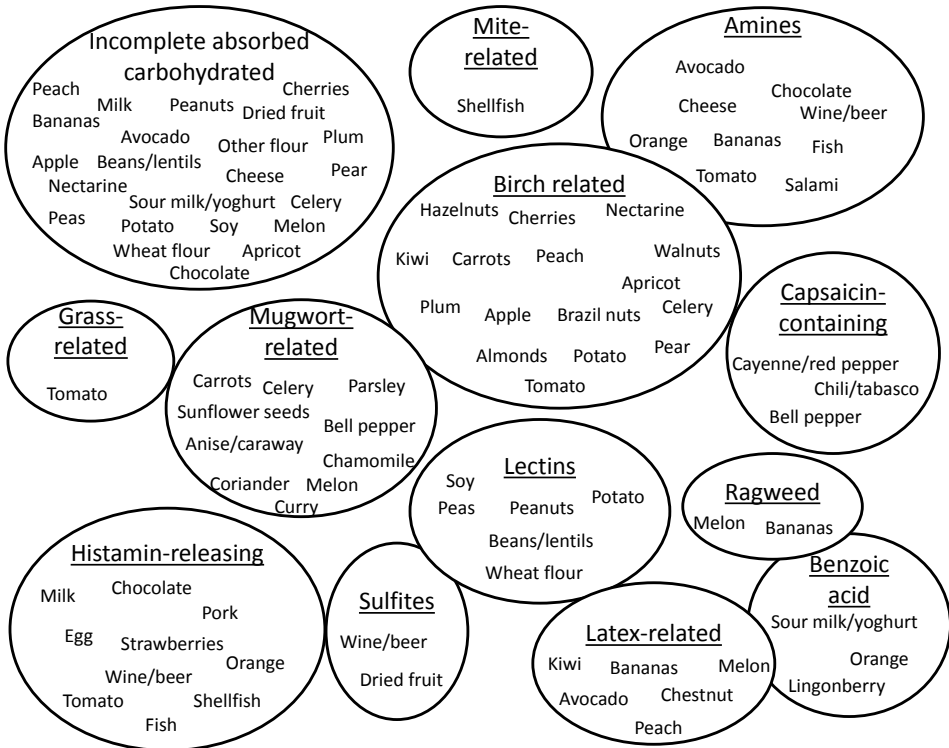 Incomplete absorbed
carbohydrated
Peach
Milk
Peanuts
Cherries
Bananas
Dried fruit
Avocado
Other flour
Plum
Apple
Beans/lentils
Cheese
Pear
Nectarine
Sour milk/yoghurt
Celery
Peas
Potato
Soy
Melon
Wheat flour
Apricot
Chocolate
Mite-
related
Shellfish
Amines
Avocado
Chocolate
Cheese
Wine/beer
Orange
Bananas
Fish
Tomato
Salami
Birch related
Hazelnuts
Cherries
Nectarine
Kiwi
Carrots
Peach
Walnuts
Apricot
Plum
Apple
Brazil nuts
Celery
Almonds
Potato
Pear
Tomato
Capsaicin-
containing
Cayenne/red pepper
Chili/tabasco
Bell pepper
Grass-
related
Tomato
Mugwort-
related
Carrots
Celery
Parsley
Sunflower seeds
Bell pepper
Anise/caraway
Chamomile
Coriander
Melon
Curry
Lectins
Soy
Potato
Peas
Peanuts
Beans/lentils
Wheat flour
Ragweed
Melon
Bananas
Histamin-releasing
Milk
Chocolate
Pork
Egg
Strawberries
Orange
Wine/beer
Tomato
Shellfish
Fish
Sulfites
Wine/beer
Dried fruit
Latex-related
Kiwi
Bananas
Melon
Avocado
Chestnut
Peach
Benzoic
acid
Sour milk/yoghurt
Orange
Lingonberry